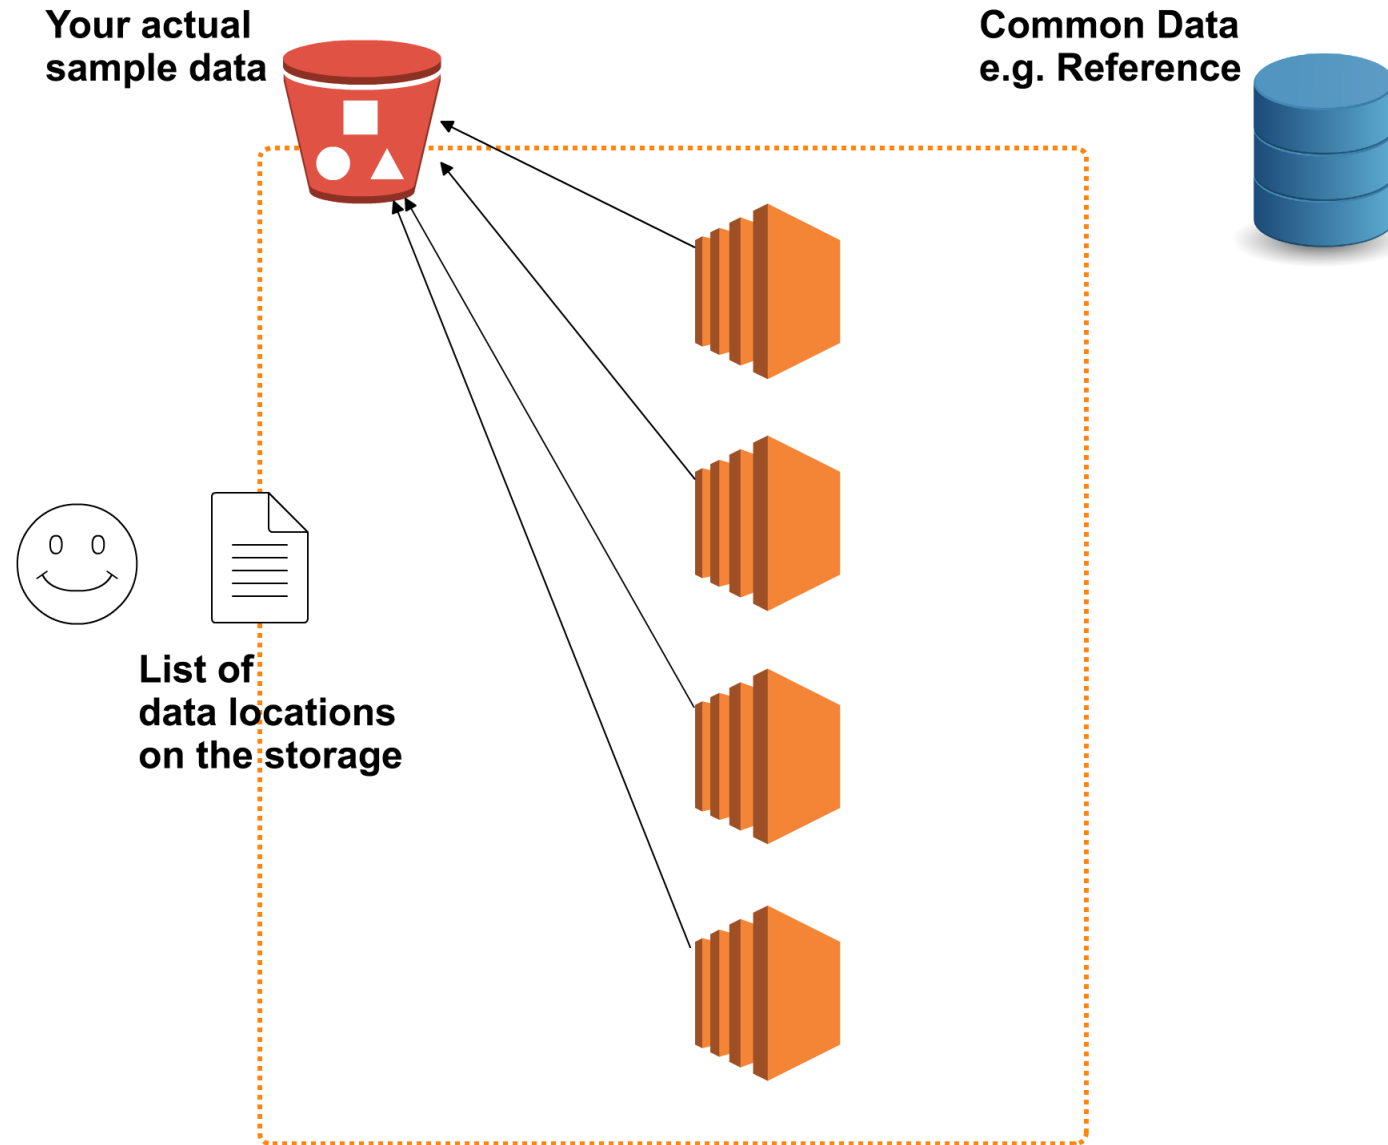 Your actual
sample data
Common Data
e.g. Reference
List of
data locations
on the storage